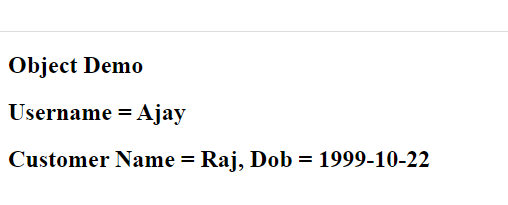 Object Demo
Username = Ajay
Customer Name = Raj, Dob = 1999-10-22